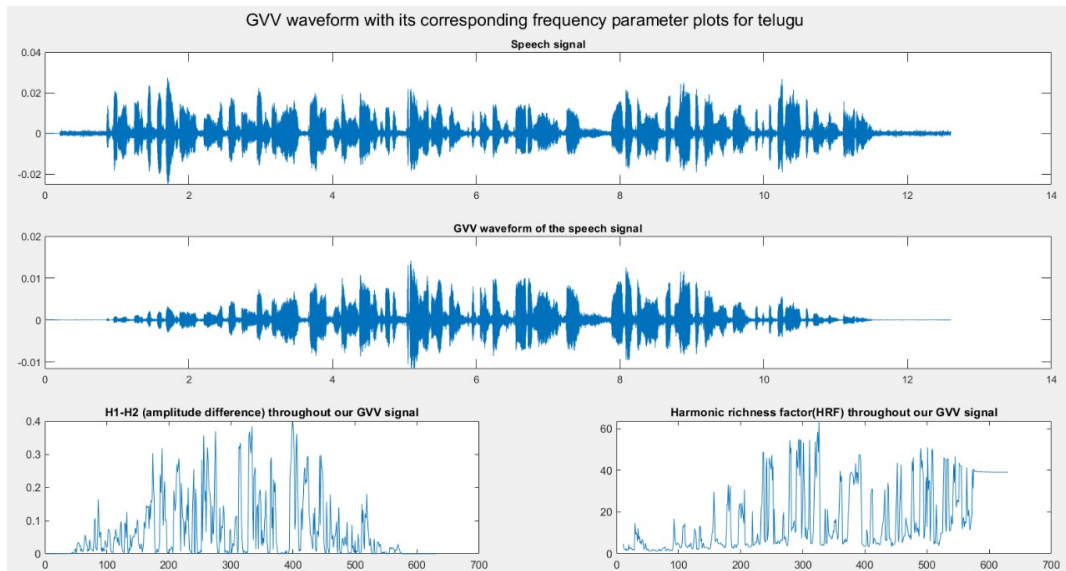 GVV waveform with its corresponding frequency parameter plots for telugu
Speech signal
0.04
0.02
0
-0.02
0 2 4 6 8 10 12 14
GVV waveform of the speech signal
0.02
0.01
0
-0.01
0 2 4 6 8 10 12 14
H1-H2 (amplitude difference) throughout our GVV signal
0.4
0.3
0.2
0.1
0
0 100 200 300 400 500 600 700
Harmonic richness factor(HRF) throughout our GVV signal
60
40
20
0
0 100 200 300 400 500 600 700